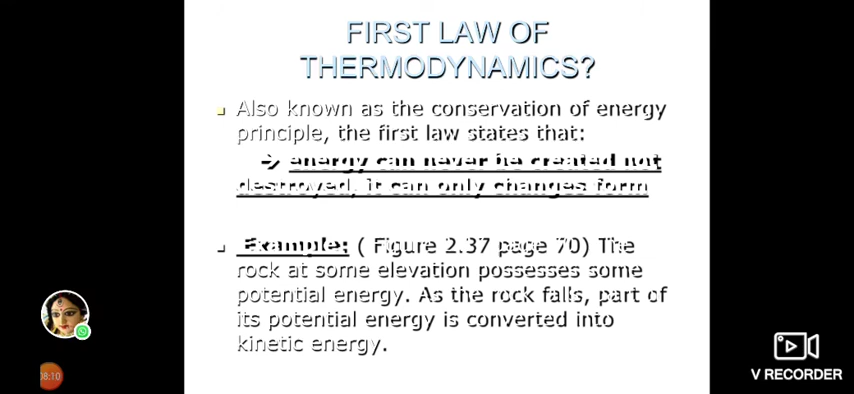 FIRST LAW OF
THERMODYNAMICS?
Also known as the conservation of energy
principle, the first law states that:
→ energy can never be created not
destroyed, it can only changes form
Example: ( Figure 2.37 page 70) The
rock at some elevation possesses some
potential energy. As the rock falls, part of
its potential energy is converted into
kinetic energy.
08:10
V RECORDER